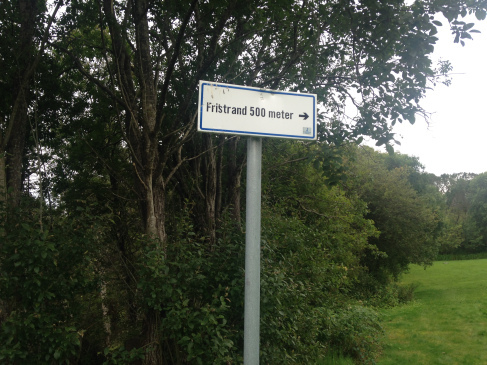 Fristrand 500 meter →